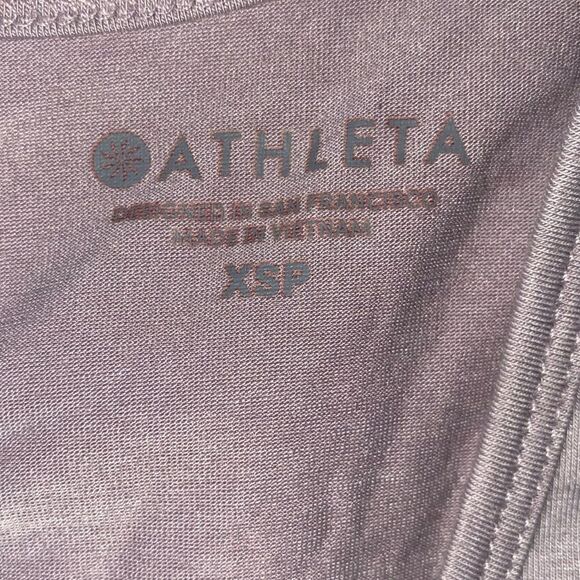 ATHLETA
DESIGNED IN SAN FRANCISCO
MADE IN VIETNAM
XSP